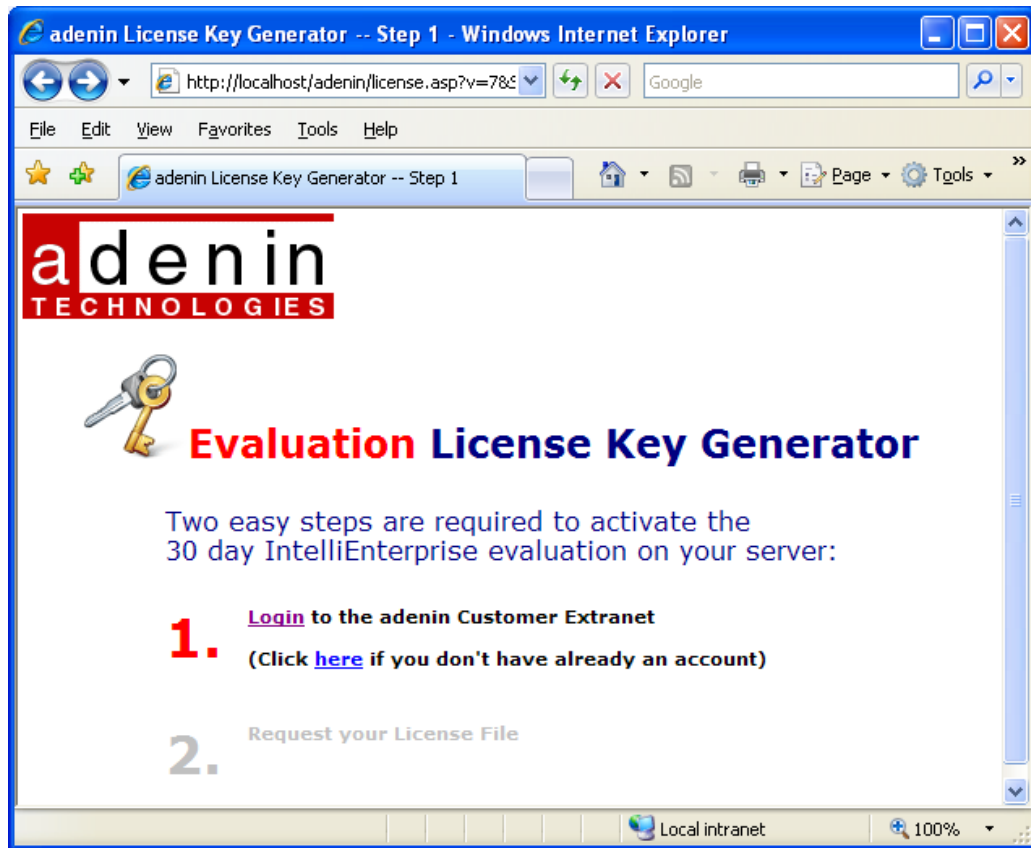 adenin License Key Generator -- Step 1 - Windows Internet Explorer
http://localhost/adenin/license.asp?v=7&S
Google
File Edit View Favorites Tools Help
adenin License Key Generator -- Step 1
Page Tools »
adenin
TECHNOLOGIES
Evaluation License Key Generator
Two easy steps are required to activate the
30 day IntelliEnterprise evaluation on your server:
1. Login to the adenin Customer Extranet
(Click here if you don't have already an account)
2. Request your License File
Local intranet 100%